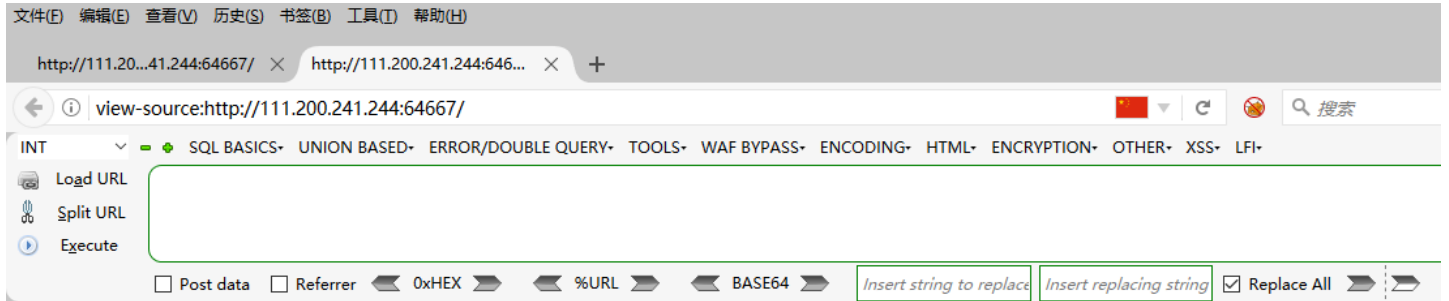 文件(F) 编辑(E) 查看(V) 历史(S) 书签(B) 工具(T) 帮助(H)
http://111.20...41.244:64667/ http://111.200.241.244:646...
view-source:http://111.200.241.244:64667/ 搜索
INT SQL BASICS UNION BASED ERROR/DOUBLE QUERY TOOLS WAF BYPASS ENCODING HTML ENCRYPTION OTHER XSS LFI
Load URL
Split URL
Execute
Post data Referrer 0xHEX %URL BASE64 Insert string to replace Insert replacing string Replace All